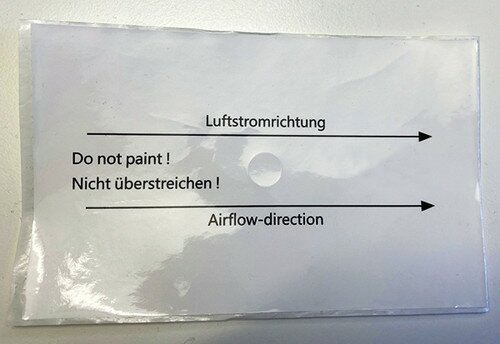 Luftstromrichtung
Do not paint !
Nicht überstreichen !
Airflow-direction